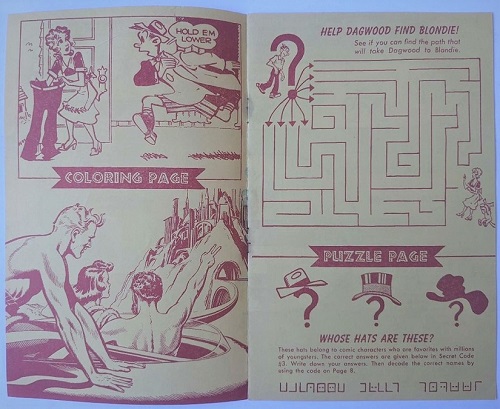 HOLD EM
LOWER
COLORING PAGE
HELP DAGWOOD FIND BLONDIE!
See if you can find the path that
will take Dagwood to Blondie.
?
PUZZLE PAGE
? ? ?
WHOSE HATS ARE THESE?
These hats belong to comic characters who are favorites with millions
of youngsters. The correct answers are given below in Secret Code
Write down your answers. Then decode the correct names by
using the code on Page 8.